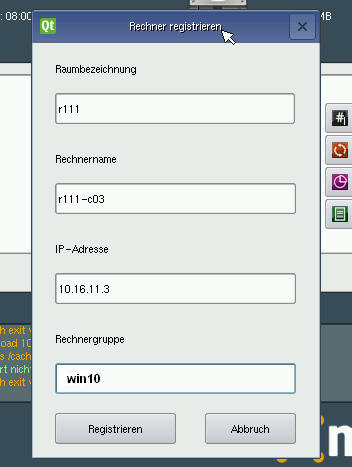 : 08:00
Rechner registrieren
MB
Qt
Raumbezeichnung
r111
#
Rechnername
r111-c03
IP-Adresse
10.16.11.3
h exit
oad 10
s /cach
rt nicht
h exit
Rechnergruppe
win10
Registrieren
Abbruch